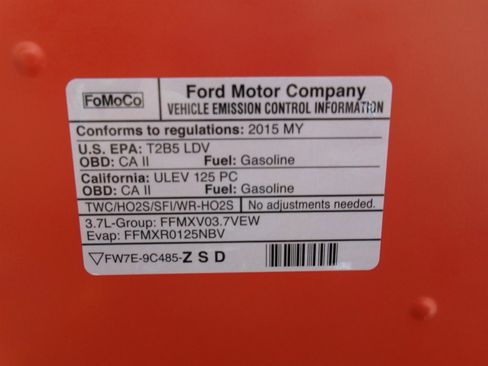 FoMoCo
Ford Motor Company
VEHICLE EMISSION CONTROL INFORMATION
Conforms to regulations: 2015 MY
U.S. EPA: T2B5 LDV
OBD: CA II Fuel: Gasoline
California: ULEV 125 PC
OBD: CA II Fuel: Gasoline
TWC/HO2S/SFI/WR-HO2S No adjustments needed.
3.7L-Group: FFMXV03.7VEW
Evap: FFMXR0125NBV
FW7E-9C485-Z S D